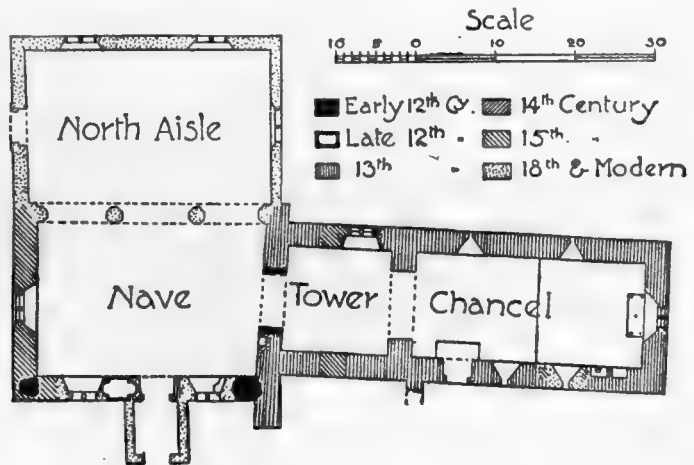 Scale
10 5 0 10 20 30
Early 12th Cy. 14th Century
Late 12th " 15th "
13th " 18th & Modern
North Aisle
Nave Tower Chancel